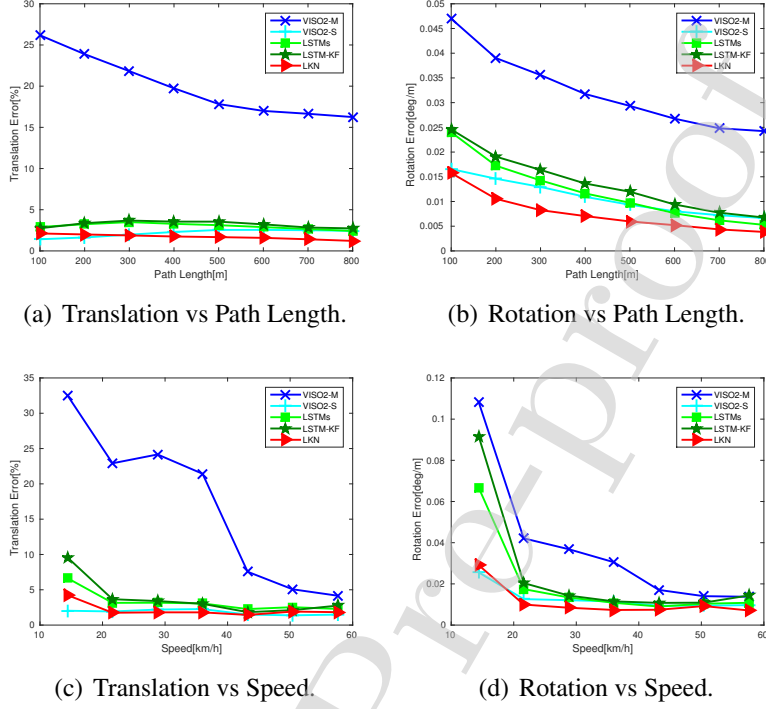 30
25
20
15
10
5
0
Translation Error[%]
100 200 300 400 500 600 700 800
Path Length[m]
VISO2-M
VISO2-S
LSTMs
LSTM-KF
LKN
(a) Translation vs Path Length.
0.05
0.045
0.04
0.035
0.03
0.025
0.02
0.015
0.01
0.005
0
Rotation Error[deg/m]
100 200 300 400 500 600 700 800
Path Length[m]
VISO2-M
VISO2-S
LSTMs
LSTM-KF
LKN
(b) Rotation vs Path Length.
35
30
25
20
15
10
5
0
Translation Error[%]
10 20 30 40 50 60
Speed[km/h]
VISO2-M
VISO2-S
LSTMs
LSTM-KF
LKN
(c) Translation vs Speed.
0.12
0.1
0.08
0.06
0.04
0.02
0
Rotation Error[deg/m]
10 20 30 40 50 60
Speed[km/h]
VISO2-M
VISO2-S
LSTMs
LSTM-KF
LKN
(d) Rotation vs Speed.
Pre-proof